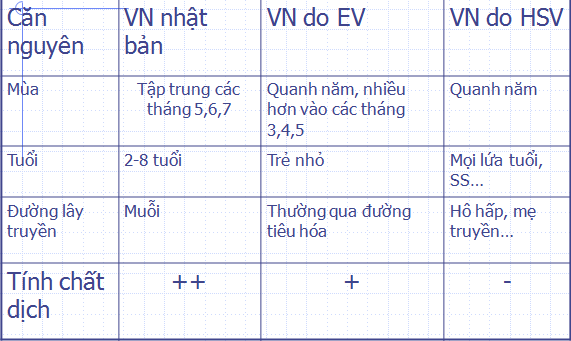 Căn nguyên
VN nhật bản
VN do EV
VN do HSV
Mùa
Tập trung các
tháng 5,6,7
Quanh năm, nhiều
hơn vào các tháng
3,4,5
Quanh năm
Tuổi
2-8 tuổi
Trẻ nhỏ
Mọi lứa tuổi,
SS...
Đường lây
truyền
Muỗi
Thường qua đường
tiêu hóa
Hô hấp, mẹ
truyền...
Tính chất
dịch
++
+
-